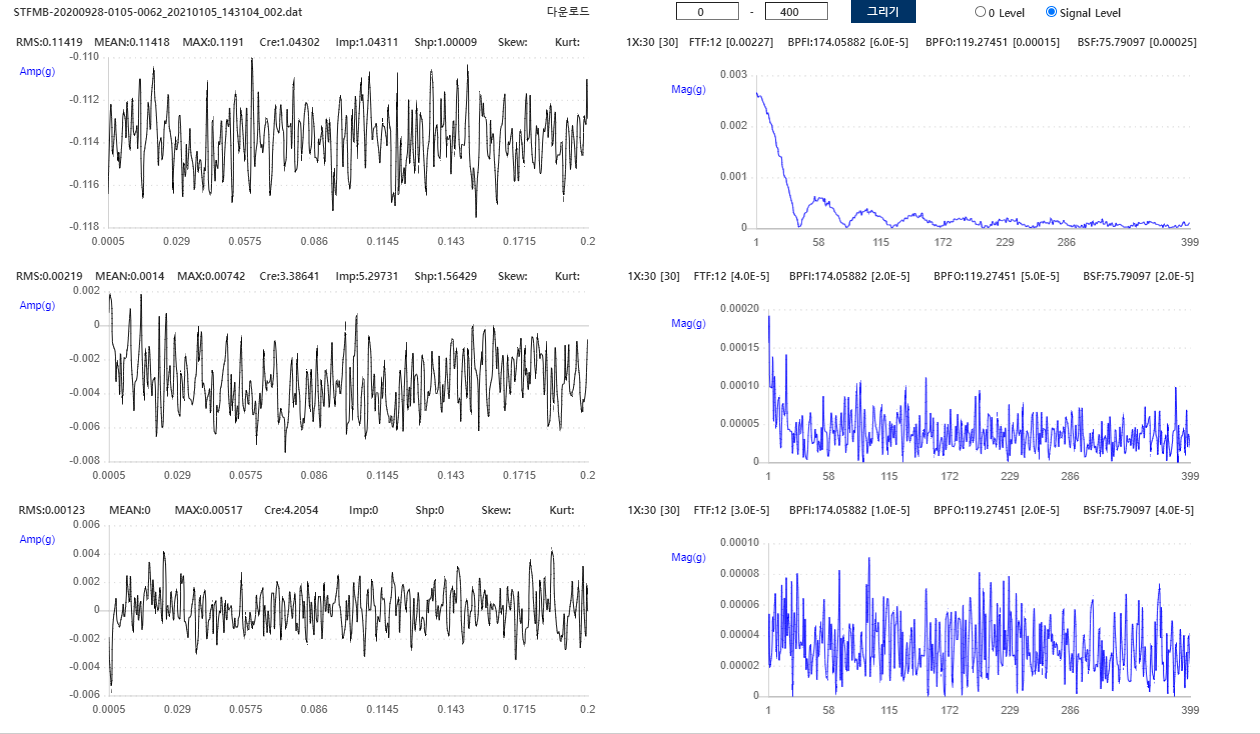 STFMB-20200928-0105-0062_20210105_143104_002.dat 다운로드 0 - 400 그리기 0 Level Signal Level
RMS:0.11419 MEAN:0.11418 MAX:0.1191 Cre:1.04302 Imp:1.04311 Shp:1.00009 Skew: Kurt:
Amp(g)
-0.110
-0.112
-0.114
-0.116
-0.118
0.0005 0.029 0.0575 0.086 0.1145 0.143 0.1715 0.2
1X:30 [30] FTF:12 [0.00227] BPFI:174.05882 [6.0E-5] BPFO:119.27451 [0.00015] BSF:75.79097 [0.00025]
Mag(g)
0.003
0.002
0.001
0
1 58 115 172 229 286 399
RMS:0.00219 MEAN:0.0014 MAX:0.00742 Cre:3.38641 Imp:5.29731 Shp:1.56429 Skew: Kurt:
Amp(g)
0.002
0
-0.002
-0.004
-0.006
-0.008
0.0005 0.029 0.0575 0.086 0.1145 0.143 0.1715 0.2
1X:30 [30] FTF:12 [4.0E-5] BPFI:174.05882 [2.0E-5] BPFO:119.27451 [5.0E-5] BSF:75.79097 [2.0E-5]
Mag(g)
0.00020
0.00015
0.00010
0.00005
0
1 58 115 172 229 286 399
RMS:0.00123 MEAN:0 MAX:0.00517 Cre:4.2054 Imp:0 Shp:0 Skew: Kurt:
Amp(g)
0.006
0.004
0.002
0
-0.002
-0.004
-0.006
0.0005 0.029 0.0575 0.086 0.1145 0.143 0.1715 0.2
1X:30 [30] FTF:12 [3.0E-5] BPFI:174.05882 [1.0E-5] BPFO:119.27451 [2.0E-5] BSF:75.79097 [4.0E-5]
Mag(g)
0.00010
0.00008
0.00006
0.00004
0.00002
0
1 58 115 172 229 286 399